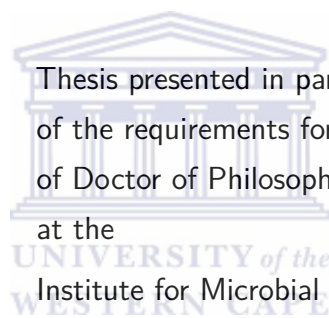 Thesis presented in par
of the requirements for
of Doctor of Philosoph
at the
UNIVERSITY of the
Institute for Microbial
WESTERN CAPE